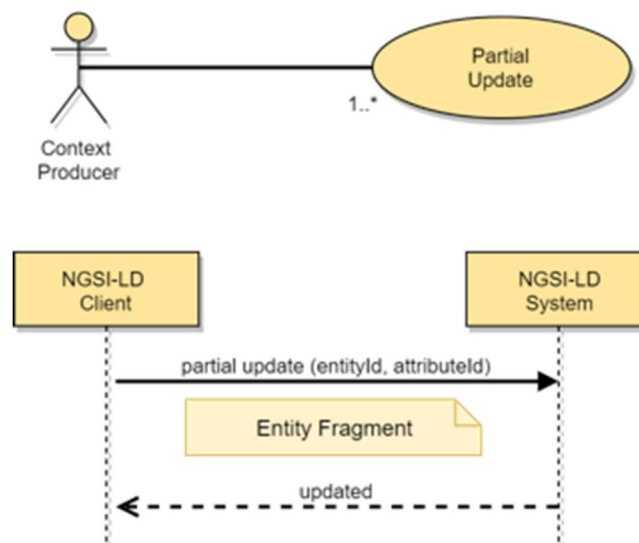 Partial
Update
1..*
Context
Producer
NGSI-LD
Client
NGSI-LD
System
partial update (entityId, attributeId)
Entity Fragment
updated